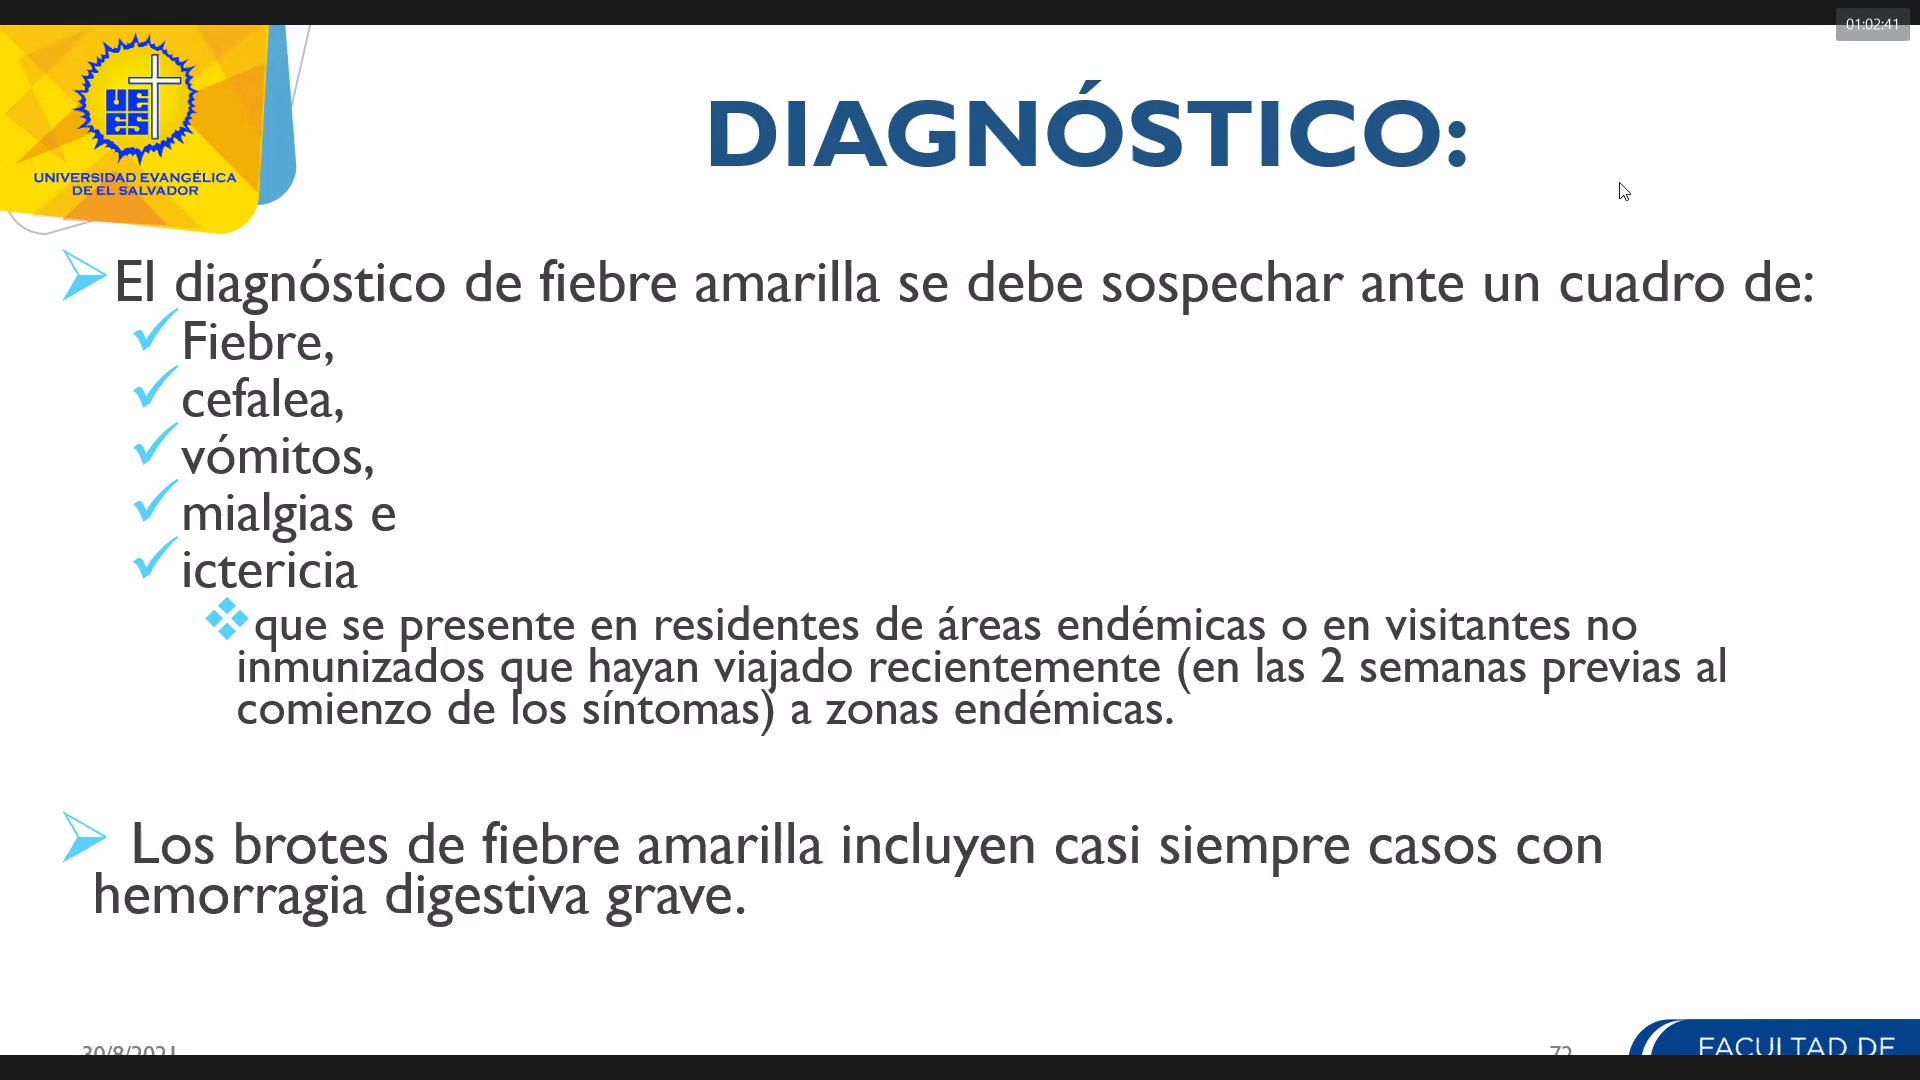 01:02:41
UE
ES
UNIVERSIDAD EVANGÉLICA
DE EL SALVADOR
DIAGNÓSTICO:
El diagnóstico de fiebre amarilla se debe sospechar ante un cuadro de:
Fiebre,
cefalea,
vómitos,
mialgias e
ictericia
que se presente en residentes de áreas endémicas o en visitantes no
inmunizados que hayan viajado recientemente (en las 2 semanas previas al
comienzo de los síntomas) a zonas endémicas.
Los brotes de fiebre amarilla incluyen casi siempre casos con
hemorragia digestiva grave.
30/8/2021
72
FACULTAD DE